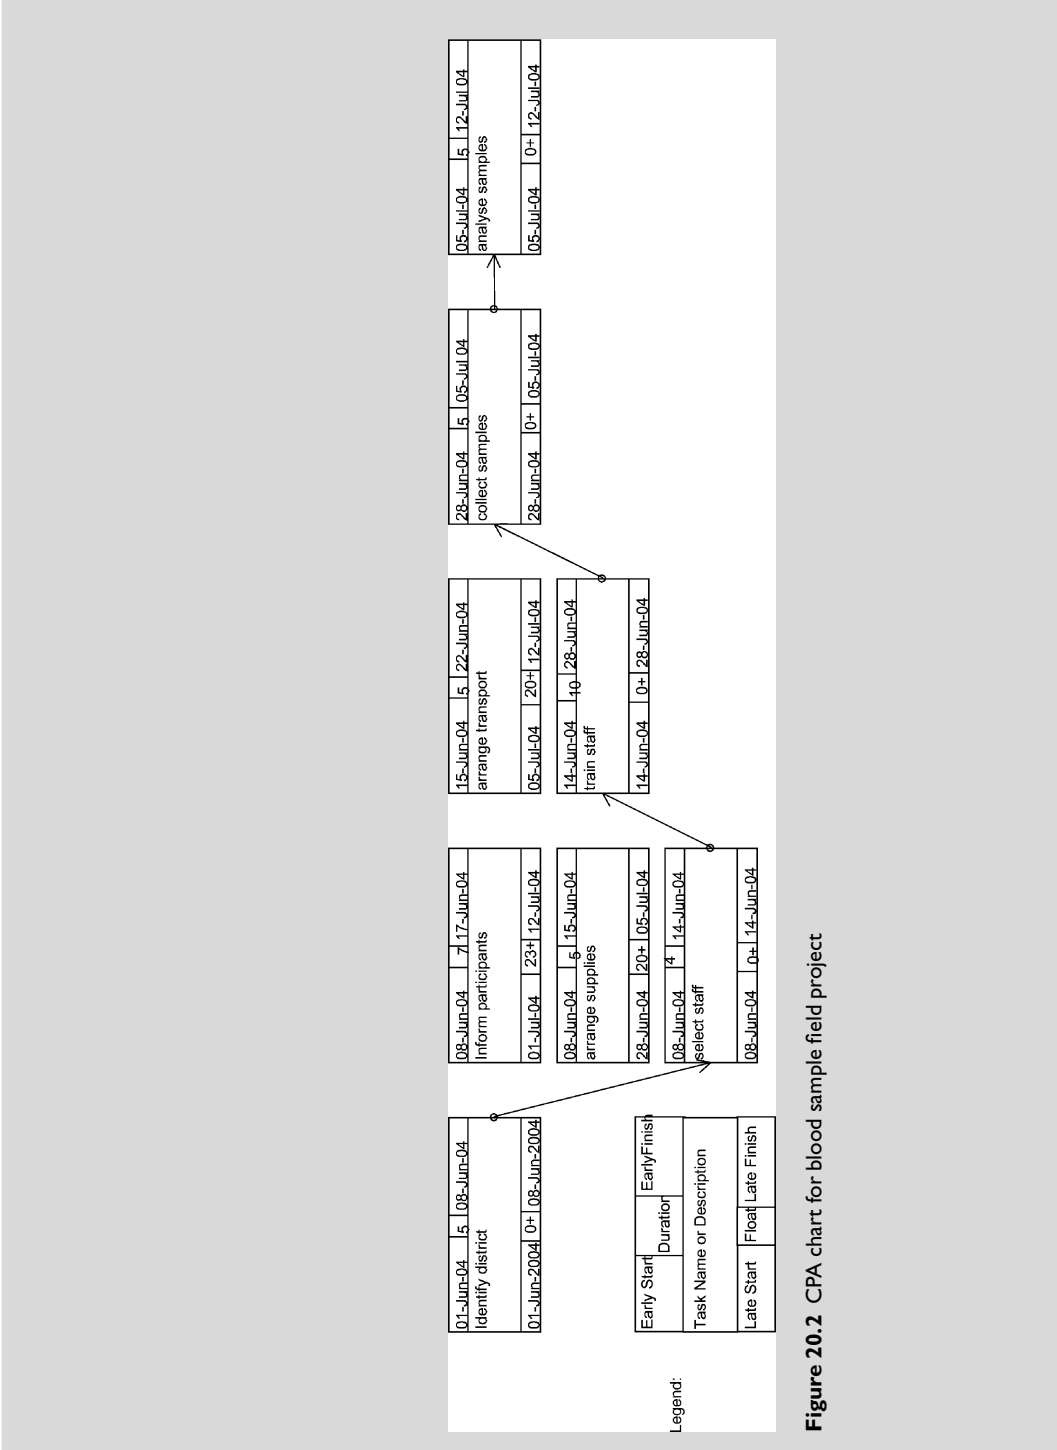 01-Jun-04 5 08-Jun-04
Identify district
01-Jun-2004 0+ 08-Jun-2004
08-Jun-04 7 17-Jun-04
Inform participants
01-Jul-04 23+ 12-Jul-04
08-Jun-04 5 15-Jun-04
arrange supplies
28-Jun-04 20+ 05-Jul-04
08-Jun-04 4 14-Jun-04
select staff
08-Jun-04 0+ 14-Jun-04
15-Jun-04 5 22-Jun-04
arrange transport
05-Jul-04 20+ 12-Jul-04
14-Jun-04 10 28-Jun-04
train staff
14-Jun-04 0+ 28-Jun-04
28-Jun-04 5 05-Jul 04
collect samples
28-Jun-04 0+ 05-Jul-04
05-Jul-04 5 12-Jul 04
analyse samples
05-Jul-04 0+ 12-Jul-04
Legend:
Early Start Duration EarlyFinish
Task Name or Description
Late Start Float Late Finish
Figure 20.2 CPA chart for blood sample field project